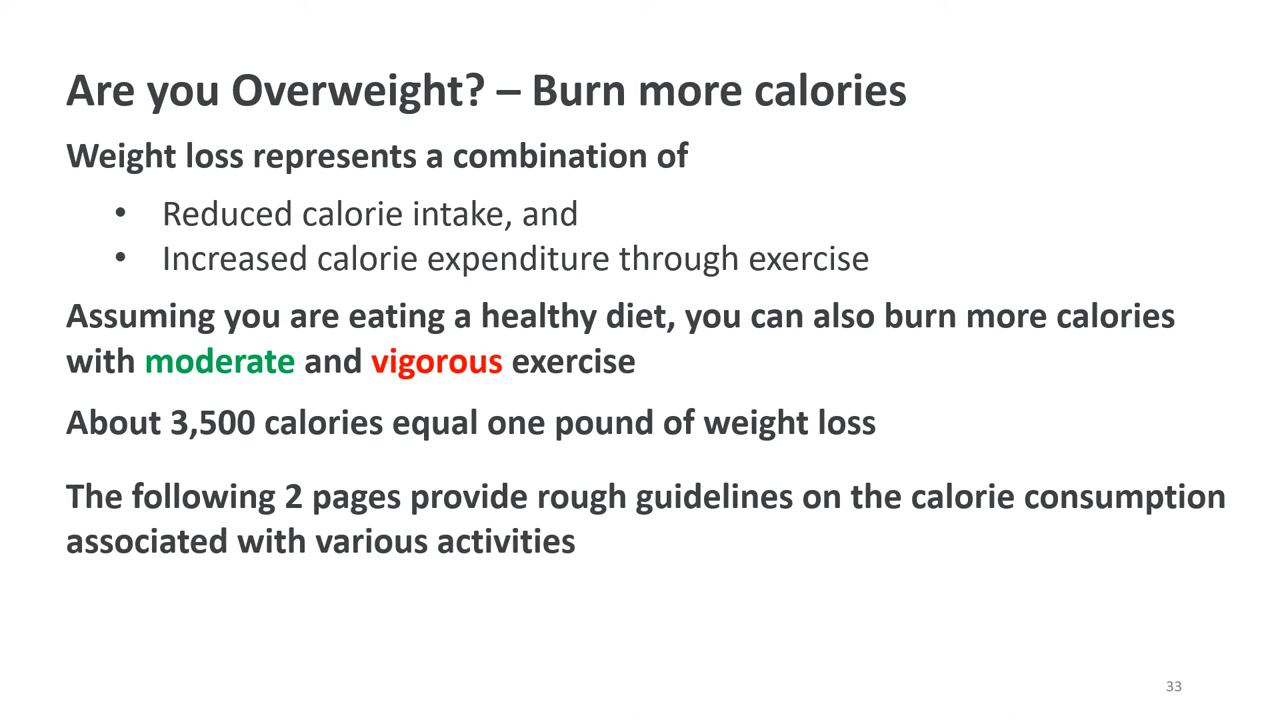 Are you Overweight? – Burn more calories
Weight loss represents a combination of
• Reduced calorie intake, and
• Increased calorie expenditure through exercise
Assuming you are eating a healthy diet, you can also burn more calories
with moderate and vigorous exercise
About 3,500 calories equal one pound of weight loss
The following 2 pages provide rough guidelines on the calorie consumption
associated with various activities
33